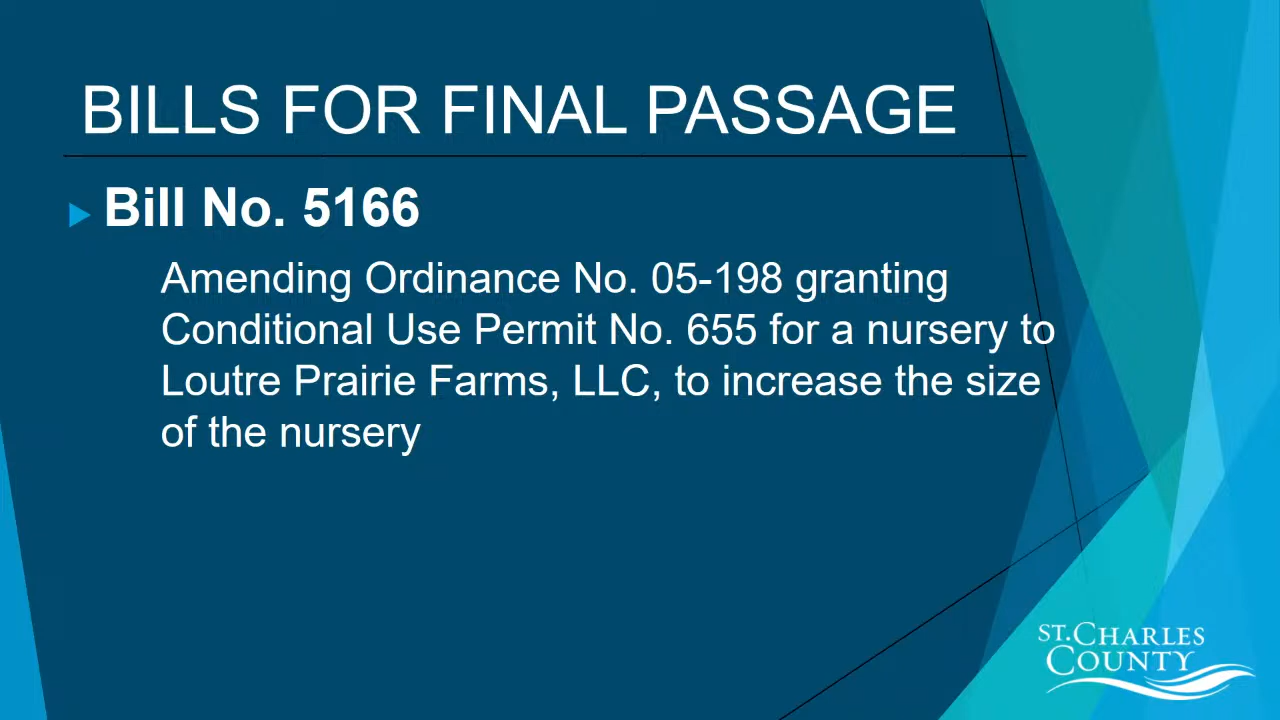 BILLS FOR FINAL PASSAGE
Bill No. 5166
Amending Ordinance No. 05-198 granting
Conditional Use Permit No. 655 for a nursery to
Loutre Prairie Farms, LLC, to increase the size
of the nursery
ST. CHARLES
COUNTY